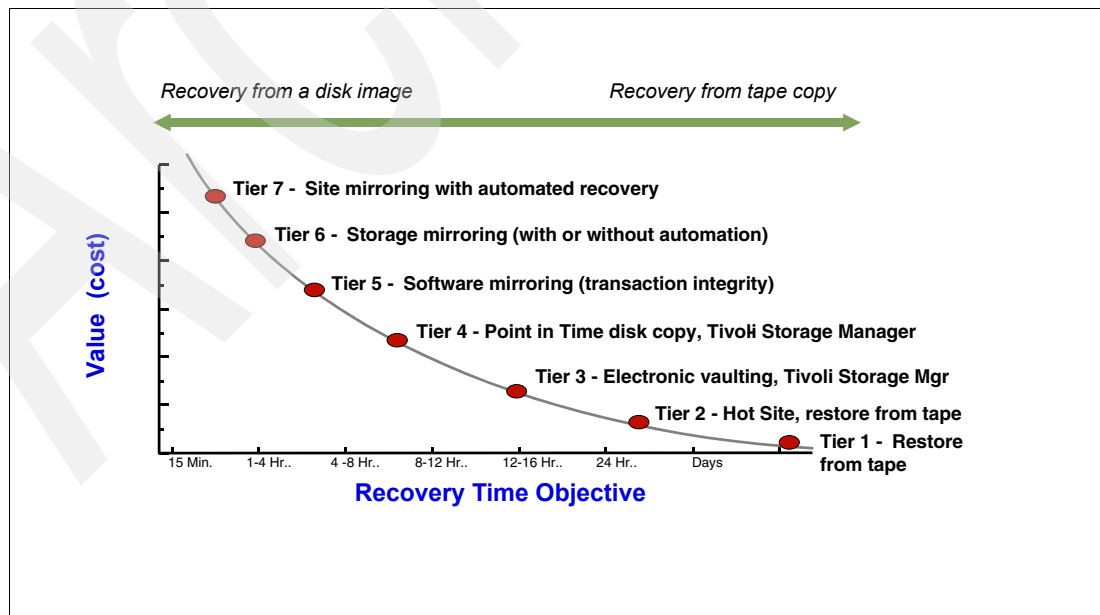 Recovery from a disk image
Recovery from tape copy
Tier 7 - Site mirroring with automated recovery
Tier 6 - Storage mirroring (with or without automation)
Tier 5 - Software mirroring (transaction integrity)
Tier 4 - Point in Time disk copy, Tivoli Storage Manager
Tier 3 - Electronic vaulting, Tivoli Storage Mgr
Tier 2 - Hot Site, restore from tape
Tier 1 - Restore
from tape
Value (cost)
15 Min.
1-4 Hr..
4 -8 Hr..
8-12 Hr..
12-16 Hr..
24 Hr..
Days
Recovery Time Objective